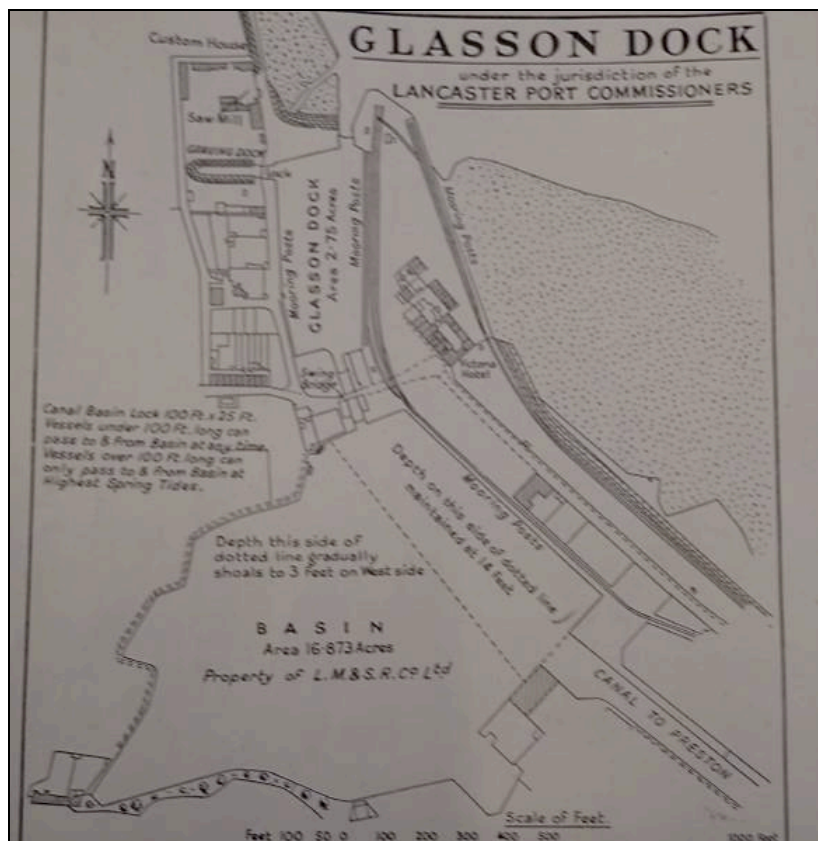 GLASSON DOCK
under the jurisdiction of the
LANCASTER PORT COMMISSIONERS
Custom House
Saw Mill
GRAVING DOCK
Lock
N
Mooring Posts
GLASSON DOCK
Area 2·75 Acres
Mooring Posts
Mooring Posts
Swing
Bridge
Victoria
Hotel
Canal Basin Lock 100 Ft. x 25 Ft.
Vessels under 100 Ft. long can
pass to & from Basin at any time.
Vessels over 100 Ft. long can
only pass to & from Basin at
Highest Spring Tides.
Mooring Posts
Depth on this side of dotted line
maintained at 14 feet
Depth this side of
dotted line gradually
shoals to 3 feet on West side
BASIN
Area 16·873 Acres
Property of L.M.& S.R. Co Ltd
CANAL TO PRESTON
Scale of Feet.
Feet 100 50 0 100 200 300 400 500 1000 feet